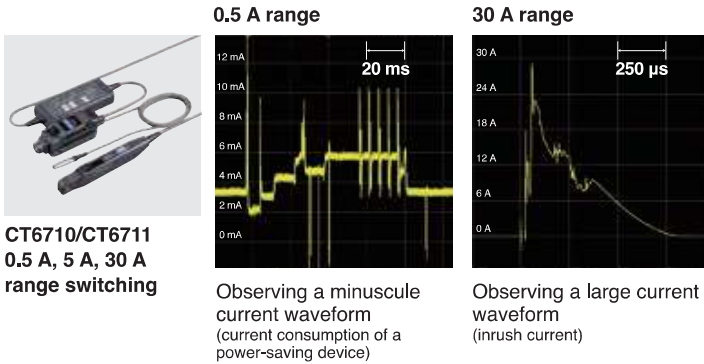 0.5 A range
30 A range
12 mA
10 mA
8 mA
6 mA
4 mA
2 mA
0 mA
20 ms
30 A
24 A
18 A
12 A
6 A
0 A
250 µs
CT6710/CT6711
0.5 A, 5 A, 30 A
range switching
Observing a minuscule
current waveform
(current consumption of a
power-saving device)
Observing a large current
waveform
(inrush current)